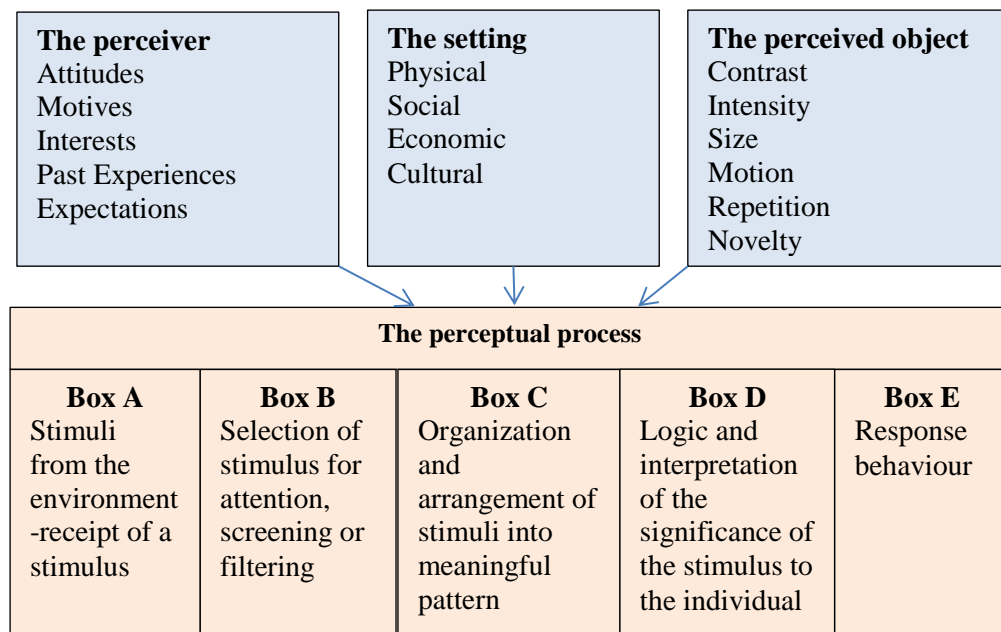 The perceiver
Attitudes
Motives
Interests
Past Experiences
Expectations
The setting
Physical
Social
Economic
Cultural
The perceived object
Contrast
Intensity
Size
Motion
Repetition
Novelty
The perceptual process
Box A
Stimuli
from the
environment
-receipt of a
stimulus
Box B
Selection of
stimulus for
attention,
screening or
filtering
Box C
Organization
and
arrangement of
stimuli into
meaningful
pattern
Box D
Logic and
interpretation
of the
significance of
the stimulus to
the individual
Box E
Response
behaviour